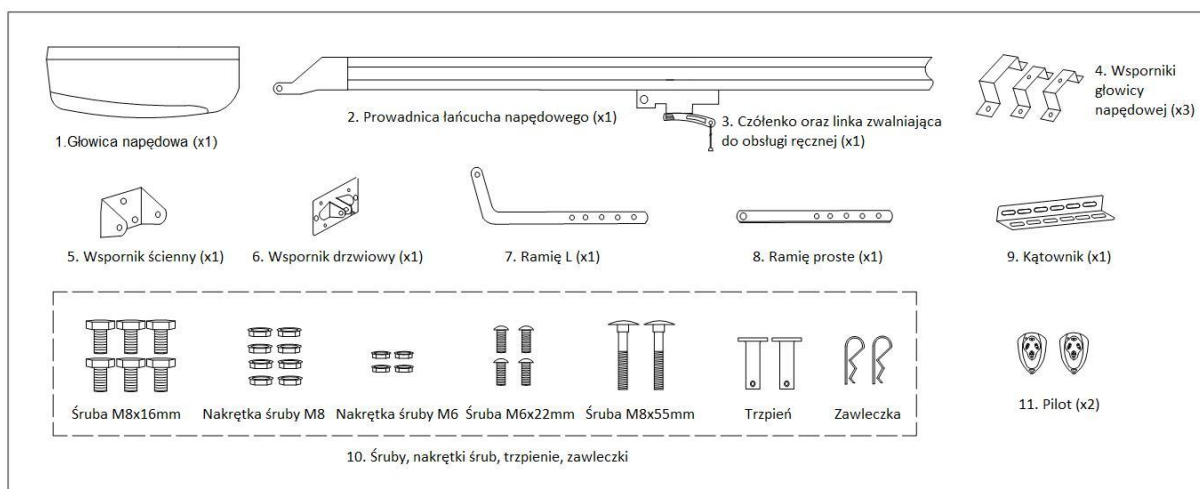 1.Głowica napędowa (x1)
2. Prowadnica łańcucha napędowego (x1)
3. Czółenko oraz linka zwalniająca
do obsługi ręcznej (x1)
4. Wsporniki
głowicy
napędowej (x3)
5. Wspornik ścienny (x1)
6. Wspornik drzwiowy (x1)
7. Ramię L (x1)
8. Ramię proste (x1)
9. Kątownik (x1)
Śruba M8x16mm
Nakrętka śruby M8
Nakrętka śruby M6
Śruba M6x22mm
Śruba M8x55mm
Trzpień
Zawleczka
10. Śruby, nakrętki śrub, trzpienie, zawleczki
11. Pilot (x2)